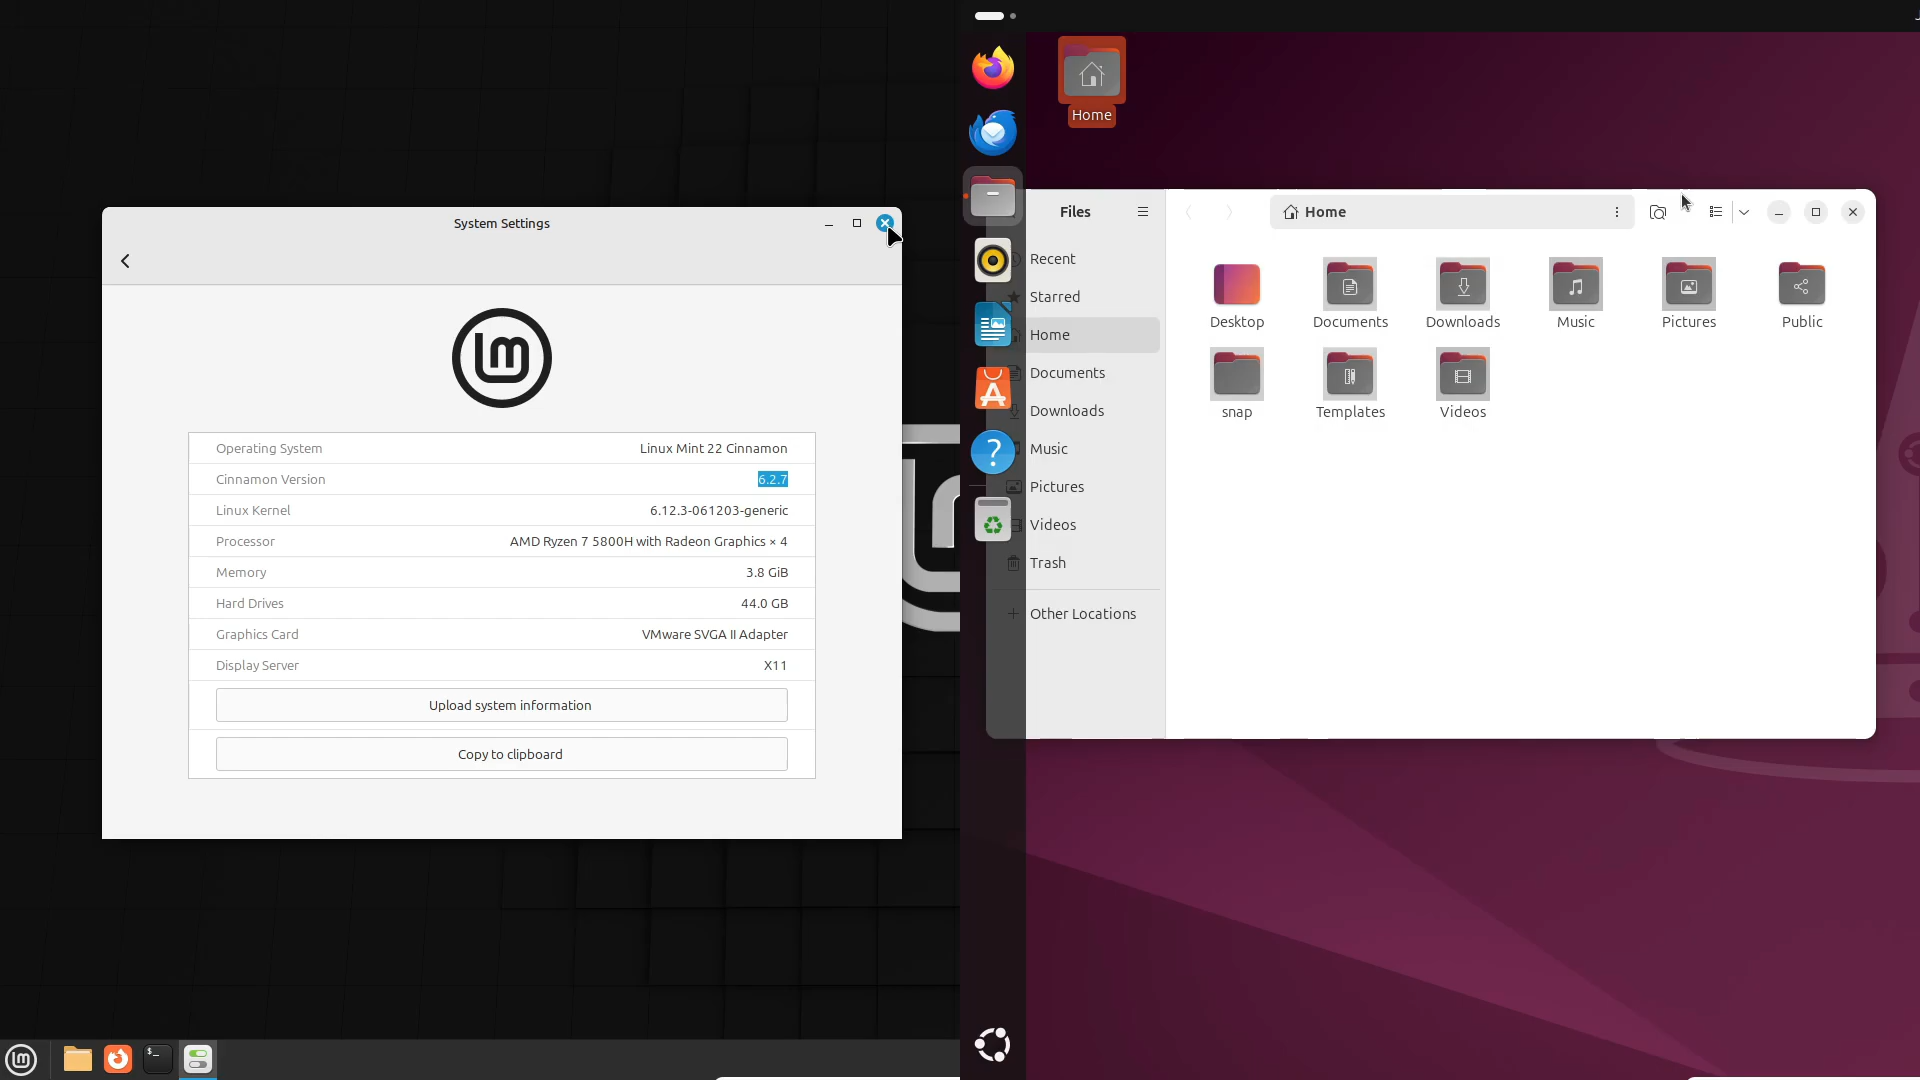 System Settings
Operating System Linux Mint 22 Cinnamon
Cinnamon Version 6.2.7
Linux Kernel 6.12.3-061203-generic
Processor AMD Ryzen 7 5800H with Radeon Graphics × 4
Memory 3.8 GiB
Hard Drives 44.0 GB
Graphics Card VMware SVGA II Adapter
Display Server X11
Upload system information
Copy to clipboard
Home
Files
Home
Recent
Starred
Home
Documents
Downloads
Music
Pictures
Videos
Trash
Other Locations
Desktop Documents Downloads Music Pictures Public
snap Templates Videos